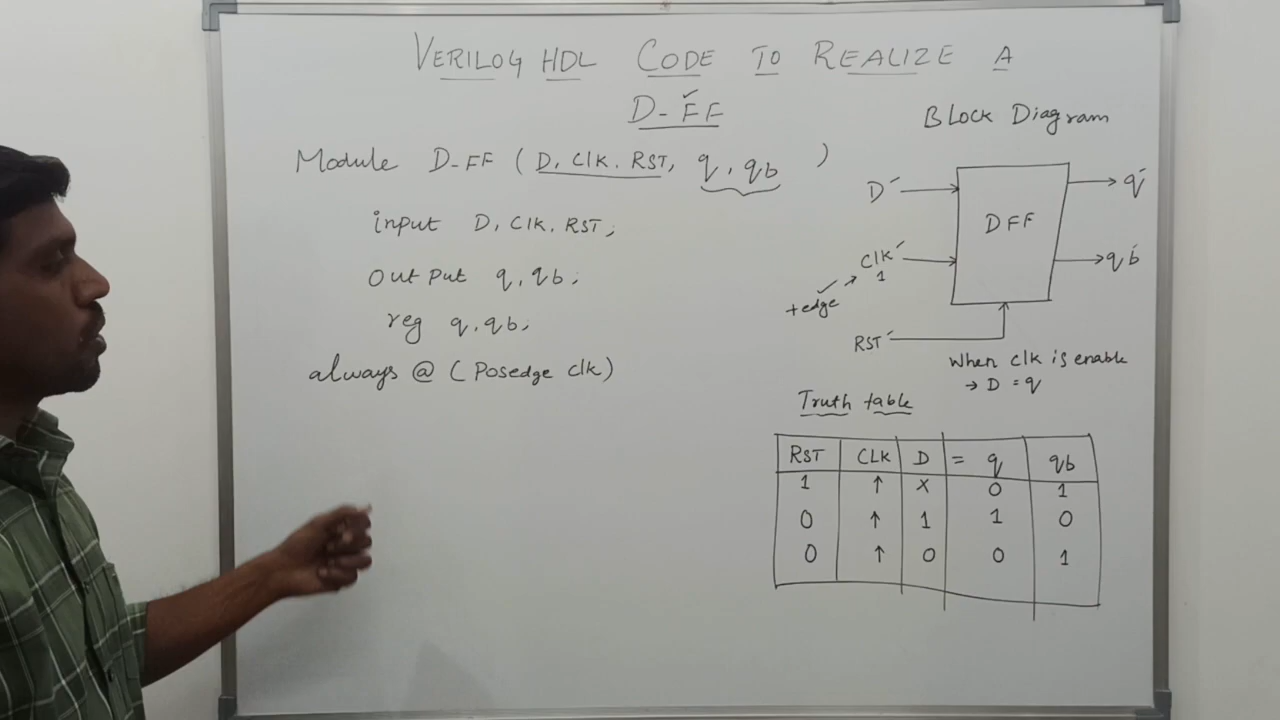 VERILOG HDL CODE TO REALIZE A
D-FF
Module D-FF ( D, Clk, RST, q, qb )
input D, Clk, RST;
output q, qb;
reg q, qb;
always @ ( Posedge clk)
Block Diagram
D
DFF
q
Clk
1
qb
+edge
RST
When clk is enable
→ D = q
Truth table
RST CLK D = q qb
1 ↑ x 0 1
0 ↑ 1 1 0
0 ↑ 0 0 1